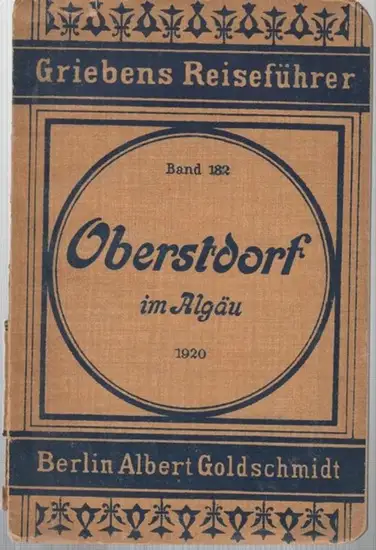 Griebens Reiseführer
Band 182
Oberstdorf
im Algäu
1920
Berlin Albert Goldschmidt